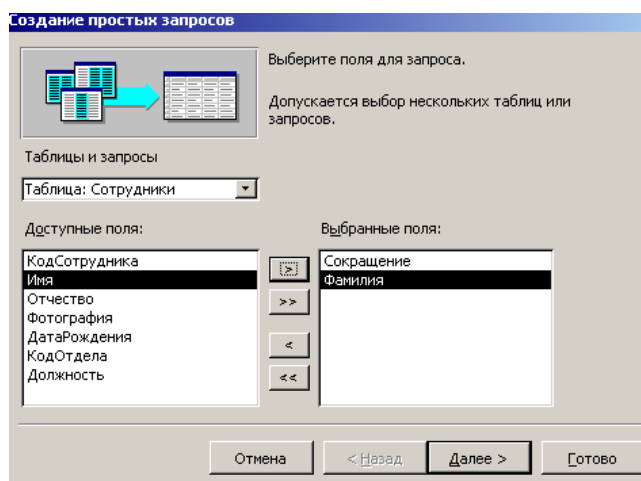 Создание простых запросов
Выберите поля для запроса.
Допускается выбор нескольких таблиц или
запросов.
Таблицы и запросы
Таблица: Сотрудники
Доступные поля:
Выбранные поля:
КодСотрудника
Имя
Отчество
Фотография
ДатаРождения
КодОтдела
Должность
>
>>
<
<<
Сокращение
Фамилия
Отмена
< Назад
Далее >
Готово